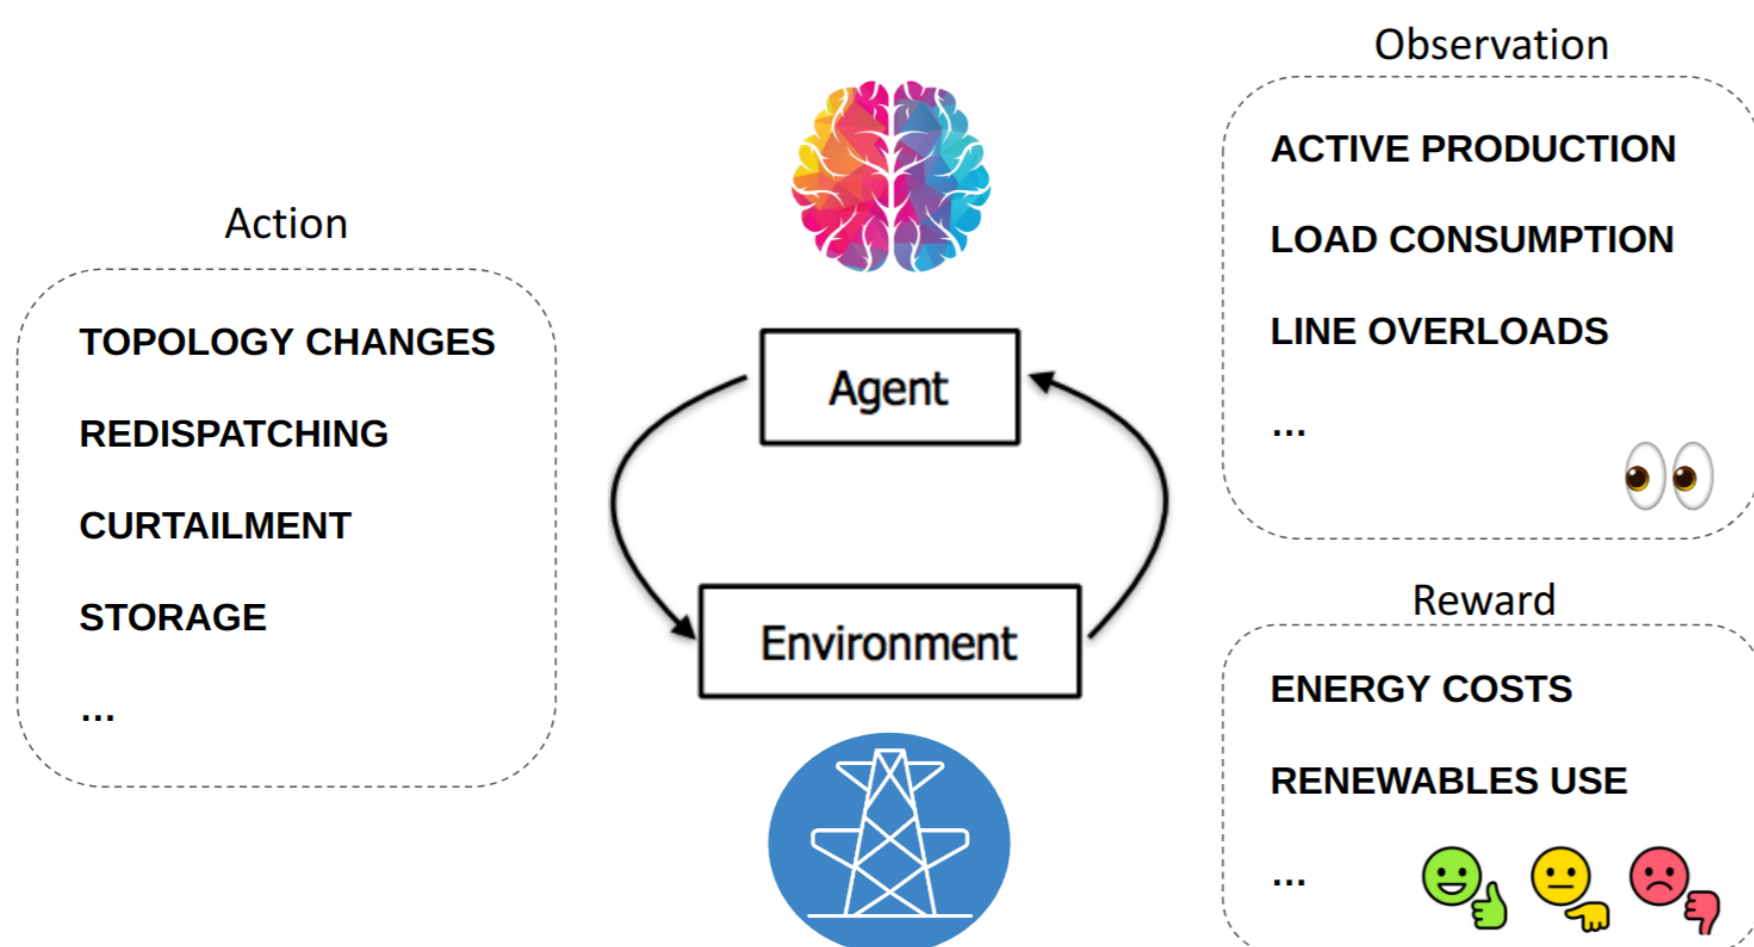 Action
TOPOLOGY CHANGES
REDISPATCHING
CURTAILMENT
STORAGE
...
Agent
Environment
Observation
ACTIVE PRODUCTION
LOAD CONSUMPTION
LINE OVERLOADS
...
Reward
ENERGY COSTS
RENEWABLES USE
...